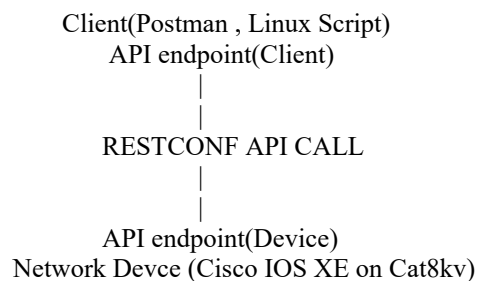 Client(Postman , Linux Script)
API endpoint(Client)
|
|
RESTCONF API CALL
|
|
API endpoint(Device)
Network Devce (Cisco IOS XE on Cat8kv)